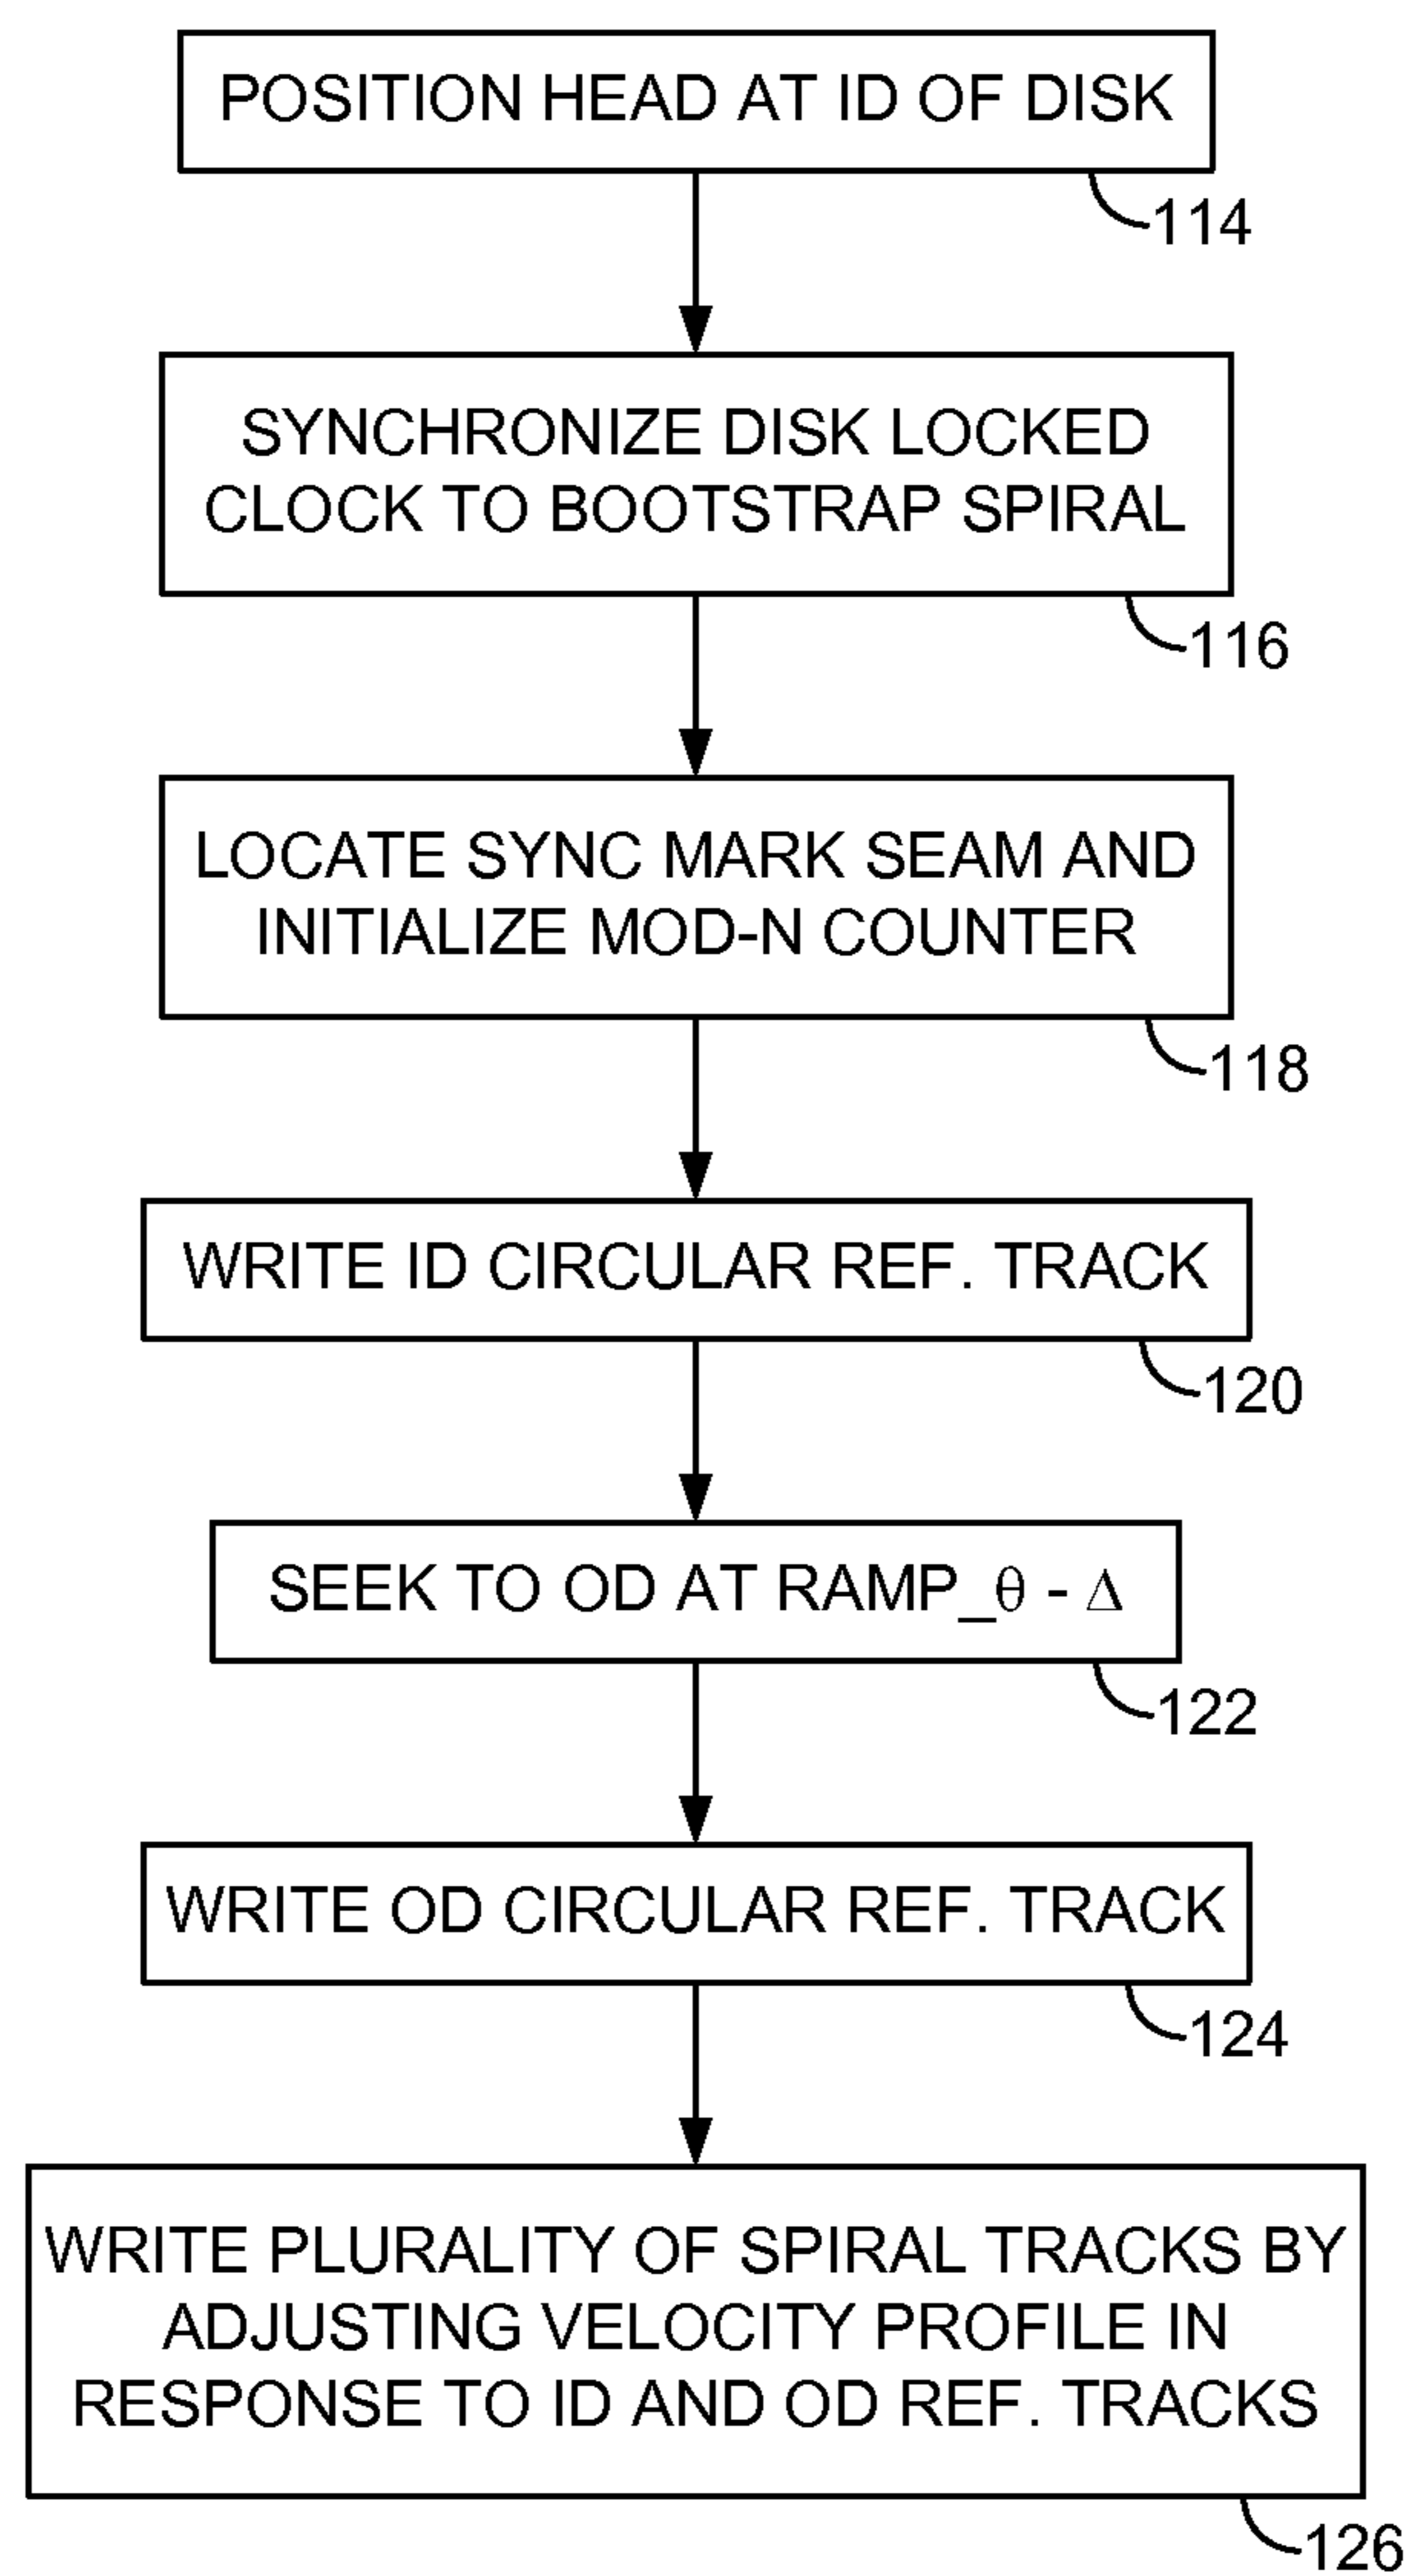 POSITION HEAD AT ID OF DISK
114
SYNCHRONIZE DISK LOCKED
CLOCK TO BOOTSTRAP SPIRAL
116
LOCATE SYNC MARK SEAM AND
INITIALIZE MOD-N COUNTER
118
WRITE ID CIRCULAR REF. TRACK
120
SEEK TO OD AT RAMP_θ - Δ
122
WRITE OD CIRCULAR REF. TRACK
124
WRITE PLURALITY OF SPIRAL TRACKS BY
ADJUSTING VELOCITY PROFILE IN
RESPONSE TO ID AND OD REF. TRACKS
126